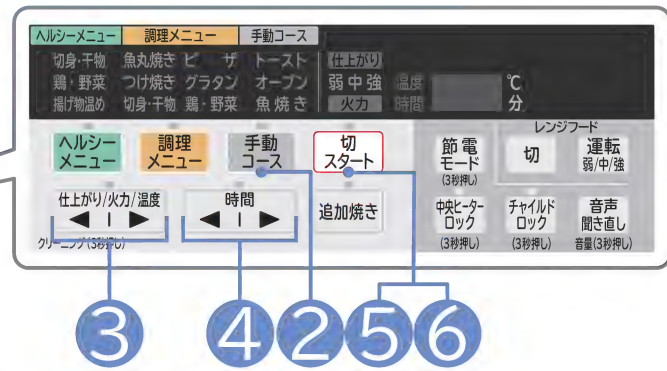 ヘルシーメニュー 調理メニュー 手動コース
切身・干物 魚丸焼き ピザ トースト 仕上がり
鶏・野菜 つけ焼き グラタン オーブン 弱中強 温度 ℃
揚げ物温め 切身・干物 鶏・野菜 魚焼き 火力 時間 分
レンジフード
ヘルシー
メニュー
調理
メニュー
手動
コース
切
スタート
節電
モード
(3秒押し)
切
運転
弱/中/強
仕上がり/火力/温度
◀ | ▶
時間
◀ | ▶
追加焼き
中央ヒーター
ロック
(3秒押し)
チャイルド
ロック
(3秒押し)
音声
聞き直し
音量(3秒押し)
クリーニング(3秒押し)
3 4 2 5 6